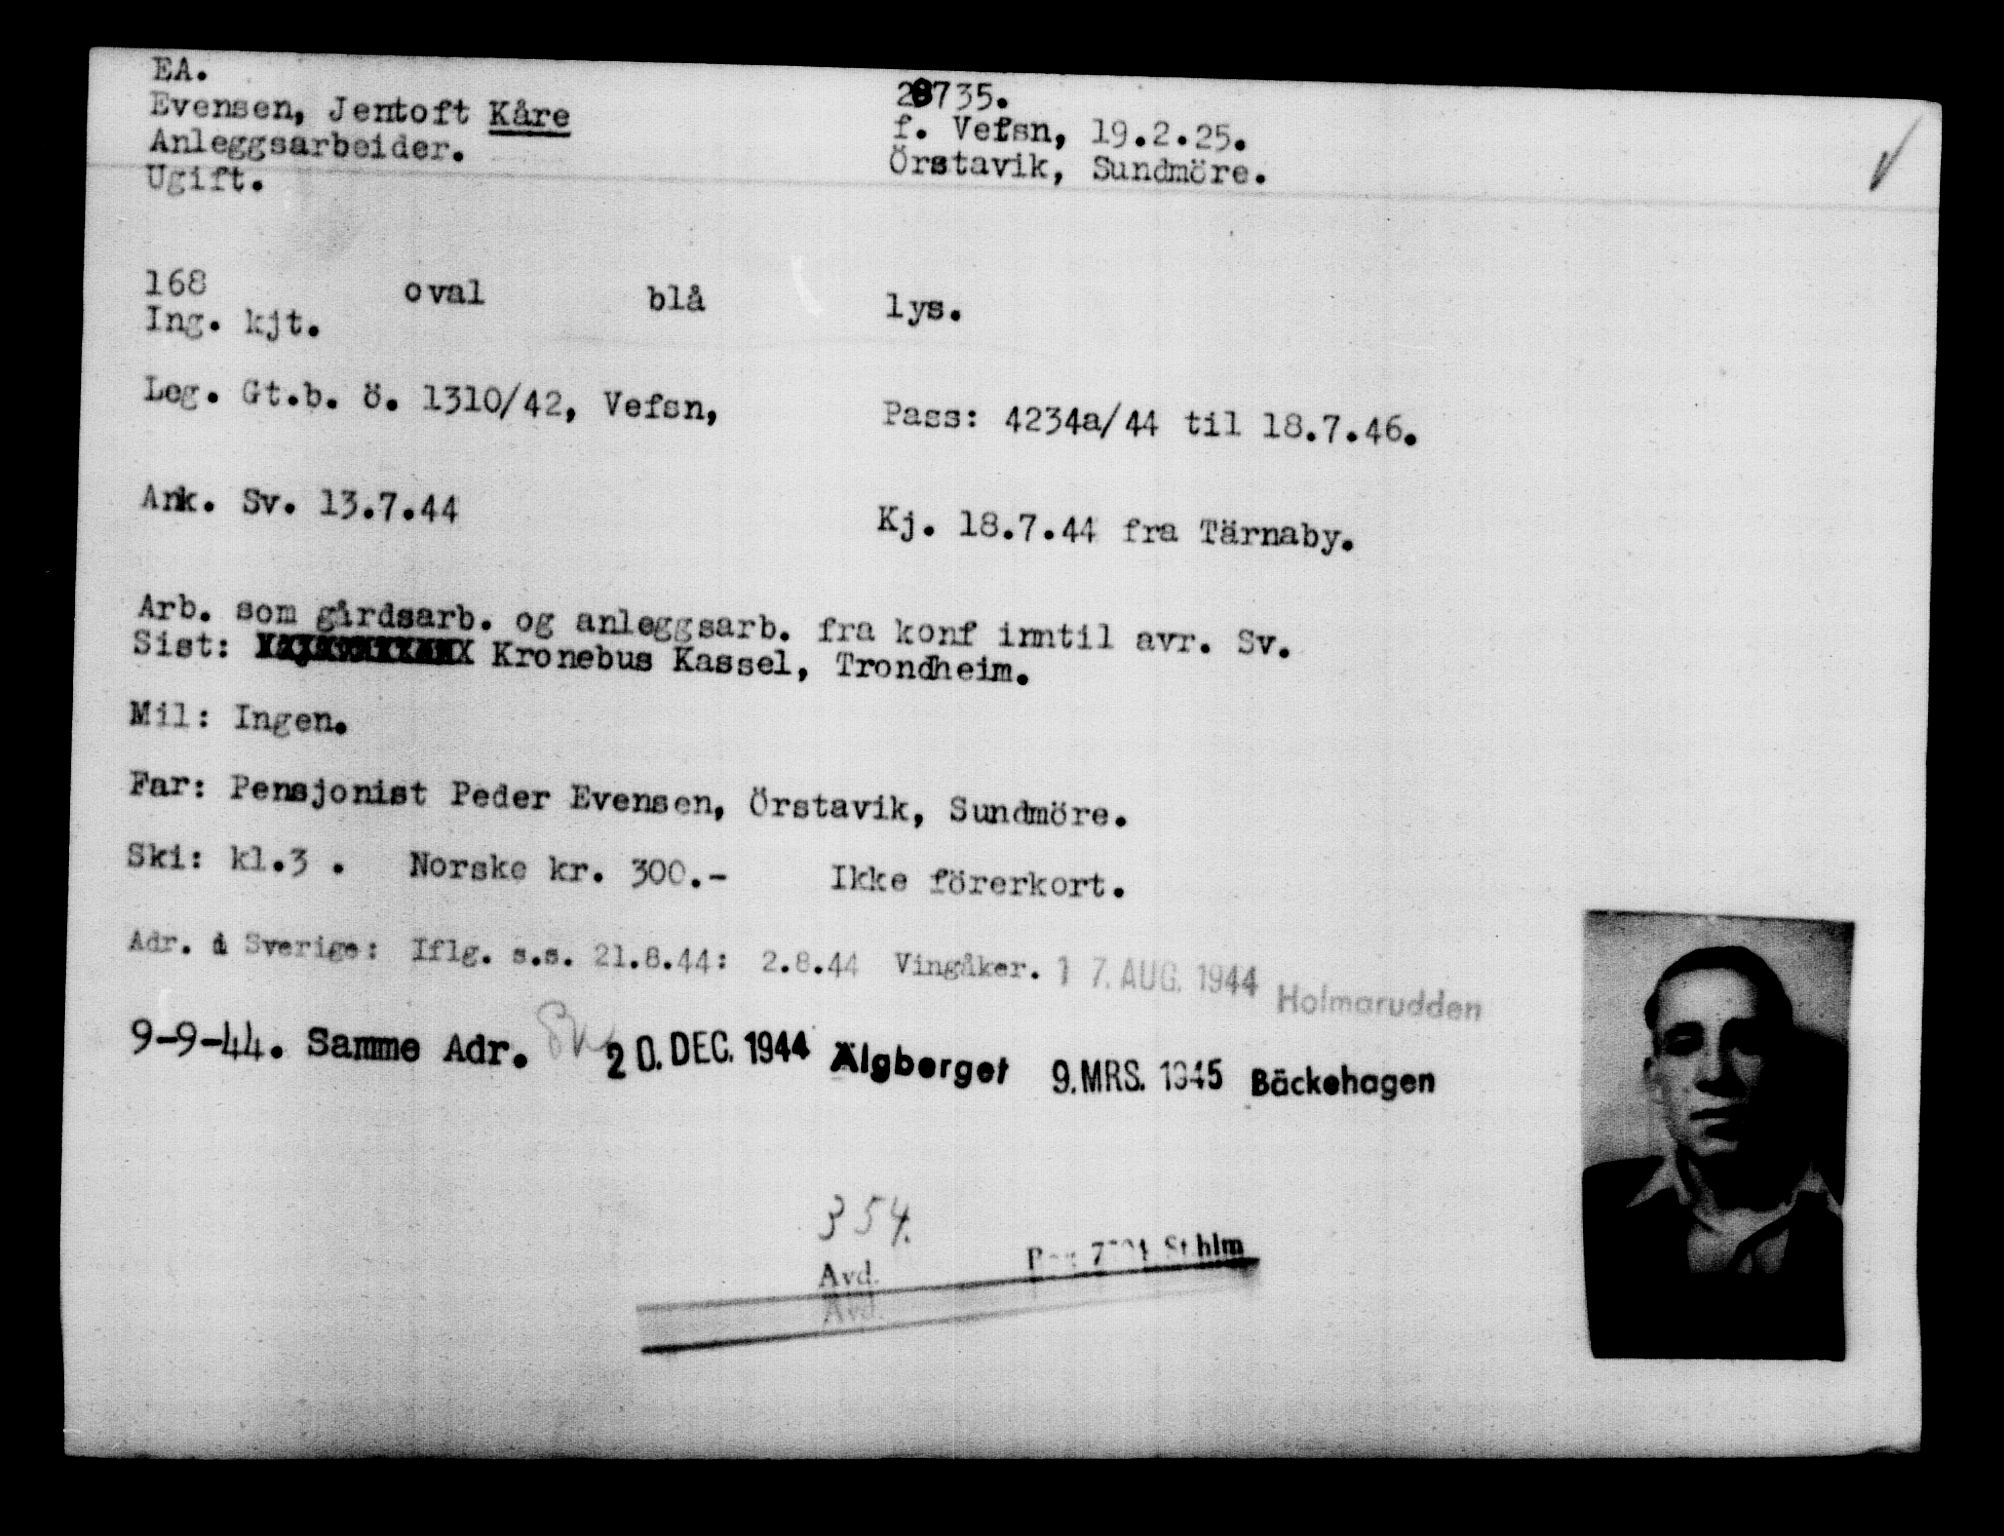 EA.
28735.
Evensen, Jentoft Kåre
f. Vefsn, 19.2.25.
Anleggsarbeider.
Örstavik, Sundmöre.
Ugift.
168 oval blå lys.
Ing. kjt.
Leg. Gt.b. ö. 1310/42, Vefsn, Pass: 4234a/44 til 18.7.46.
Ank. Sv. 13.7.44 Kj. 18.7.44 fra Tärnaby.
Arb. som gårdsarb. og anleggsarb. fra konf inntil avr. Sv.
Sist: Kronebus Kassel, Trondheim.
Mil: Ingen.
Far: Pensjonist Peder Evensen, Örstavik, Sundmöre.
Ski: kl.3 . Norske kr. 300.- Ikke förerkort.
Adr. i Sverige: Iflg. s.s. 21.8.44: 2.8.44 Vingåker. 17. AUG. 1944 Holmarudden
9-9-44. Samme Adr. 20. DEC. 1944 Älgberget 9. MRS. 1945 Bäckehagen
354.
Avd. Sthlm
Avd.